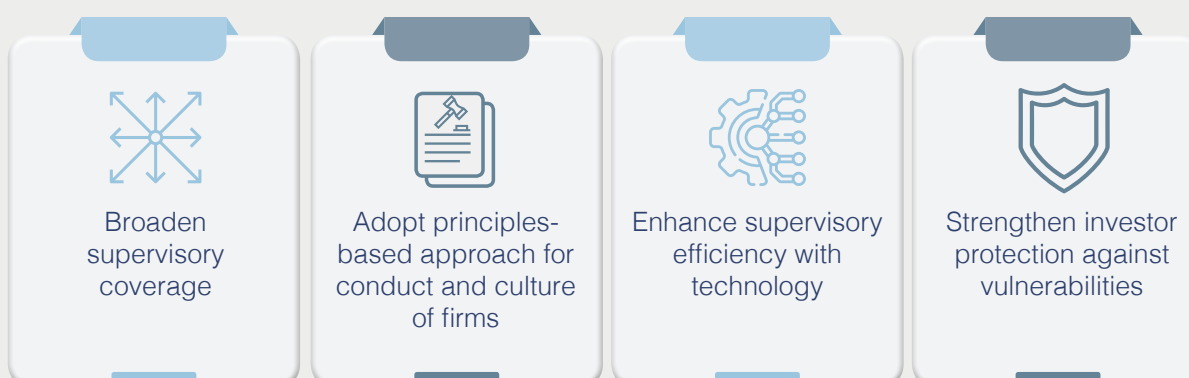 Broaden
supervisory
coverage
Adopt principles-
based approach for
conduct and culture
of firms
Enhance supervisory
efficiency with
technology
Strengthen investor
protection against
vulnerabilities